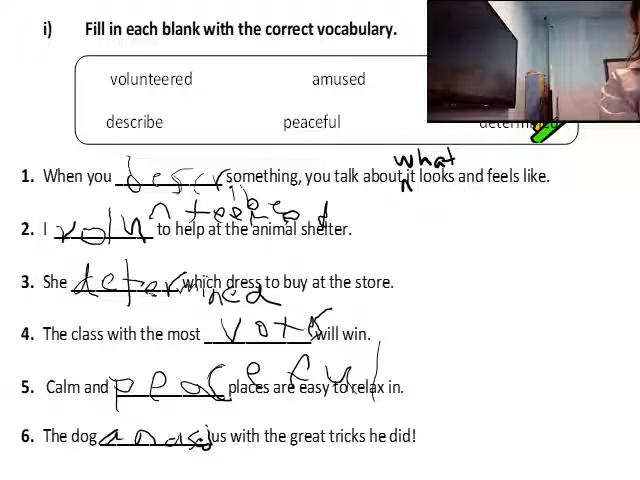 i) Fill in each blank with the correct vocabulary.
volunteered amused
describe peaceful
1. When you describe something, you talk about what it looks and feels like.
2. I volunteered to help at the animal shelter.
3. She determined which dress to buy at the store.
4. The class with the most vote will win.
5. Calm and peaceful places are easy to relax in.
6. The dog us with the great tricks he did!